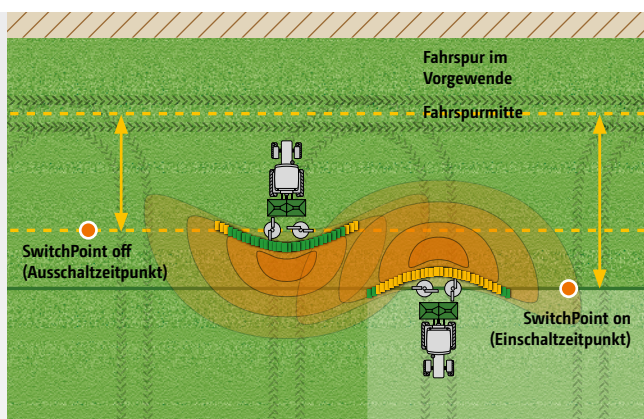 Fahrspur im
Vorgewende
Fahrspurmitte
SwitchPoint off
(Ausschaltzeitpunkt)
SwitchPoint on
(Einschaltzeitpunkt)